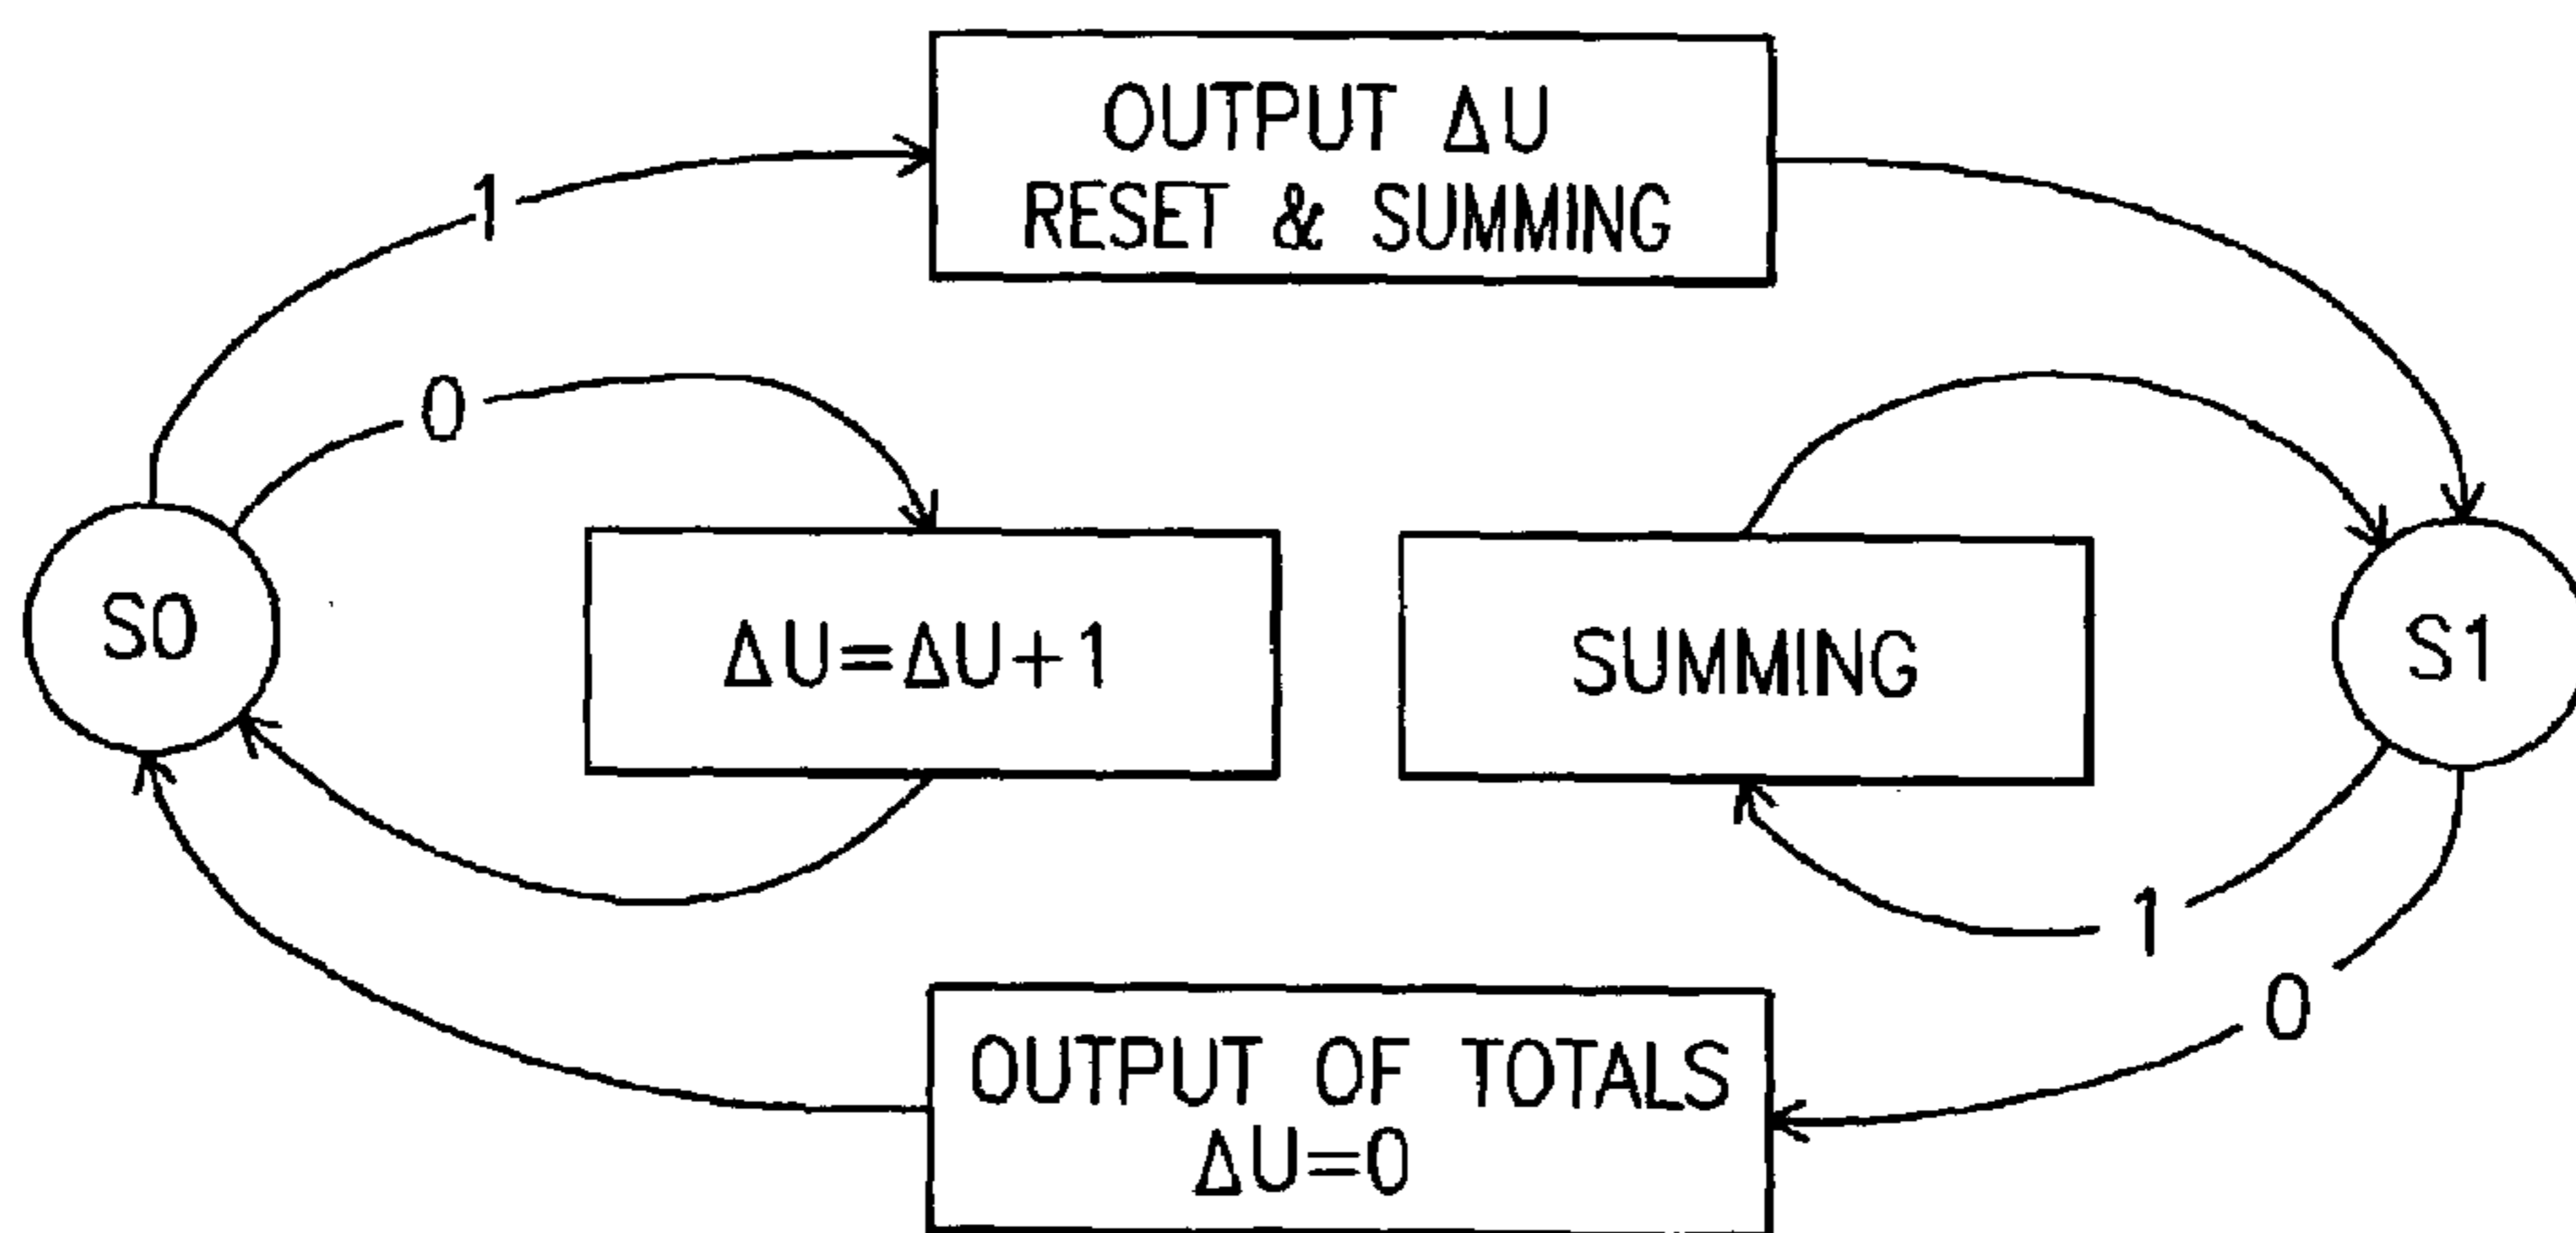 OUTPUT ΔU
RESET & SUMMING
1
0
S0
ΔU=ΔU+1
SUMMING
S1
1
0
OUTPUT OF TOTALS
ΔU=0